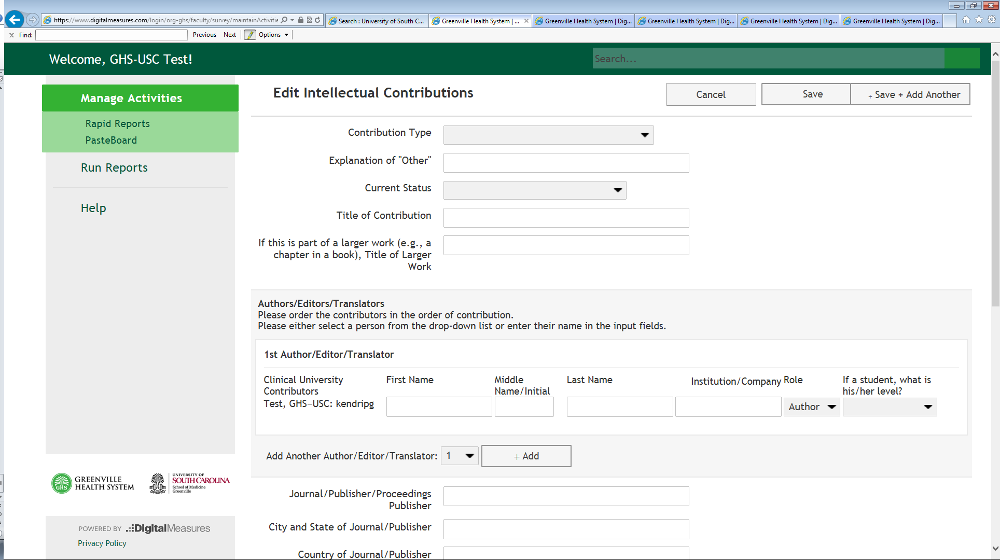 https://www.digitalmeasures.com/login/org-ghs/faculty/survey/maintainActivitie
Search : University of South C...
Greenville Health System | ...
Greenville Health System | Dig...
Greenville Health System | Dig...
Greenville Health System | Dig...
Greenville Health System | Dig...
x Find:
Previous
Next
Options
Welcome, GHS-USC Test!
Search...
Manage Activities
Rapid Reports
PasteBoard
Run Reports
Help
Edit Intellectual Contributions
Cancel
Save
+ Save + Add Another
Contribution Type
Explanation of "Other"
Current Status
Title of Contribution
If this is part of a larger work (e.g., a
chapter in a book), Title of Larger
Work
Authors/Editors/Translators
Please order the contributors in the order of contribution.
Please either select a person from the drop-down list or enter their name in the input fields.
1st Author/Editor/Translator
Clinical University
Contributors
Test, GHS–USC: kendripg
First Name
Middle
Name/Initial
Last Name
Institution/Company
Role
Author
If a student, what is
his/her level?
Add Another Author/Editor/Translator:
1
+ Add
Journal/Publisher/Proceedings
Publisher
City and State of Journal/Publisher
Country of Journal/Publisher
GHS
GREENVILLE
HEALTH SYSTEM
UNIVERSITY OF
SOUTH CAROLINA
School of Medicine
Greenville
POWERED BY DigitalMeasures
Privacy Policy